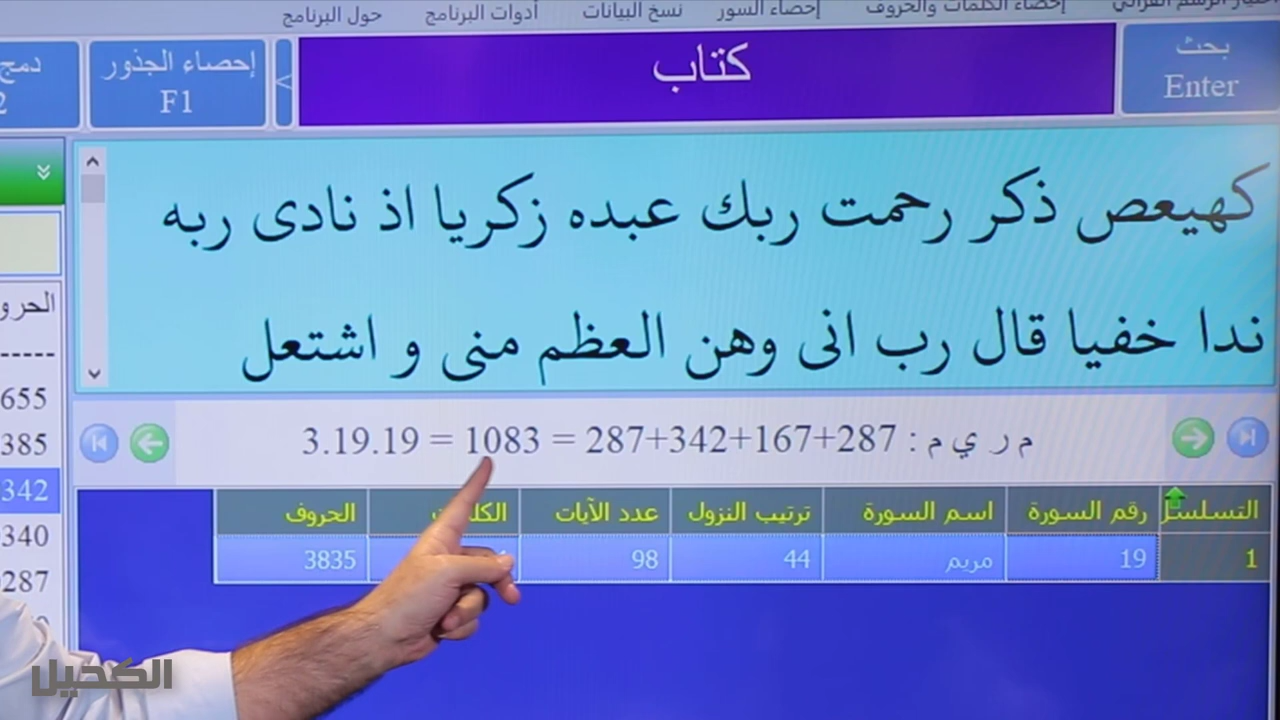 إحصاء الكلمات والحروف إحصاء السور نسخ البيانات أدوات البرنامج حول البرنامج
بحث
Enter
كتاب
>
إحصاء الجذور
F1
دمج
2
كهيعص ذكر رحمت ربك عبده زكريا اذ نادى ربه
ندا خفيا قال رب انى وهن العظم منى و اشتعل
م ر ي م : 287+342+167+287 = 1083 = 3.19.19
التسلسل رقم السورة اسم السورة ترتيب النزول عدد الآيات الحروف
1 19 مريم 44 98 3835
-----
655
385
342
340
287
الكحيل